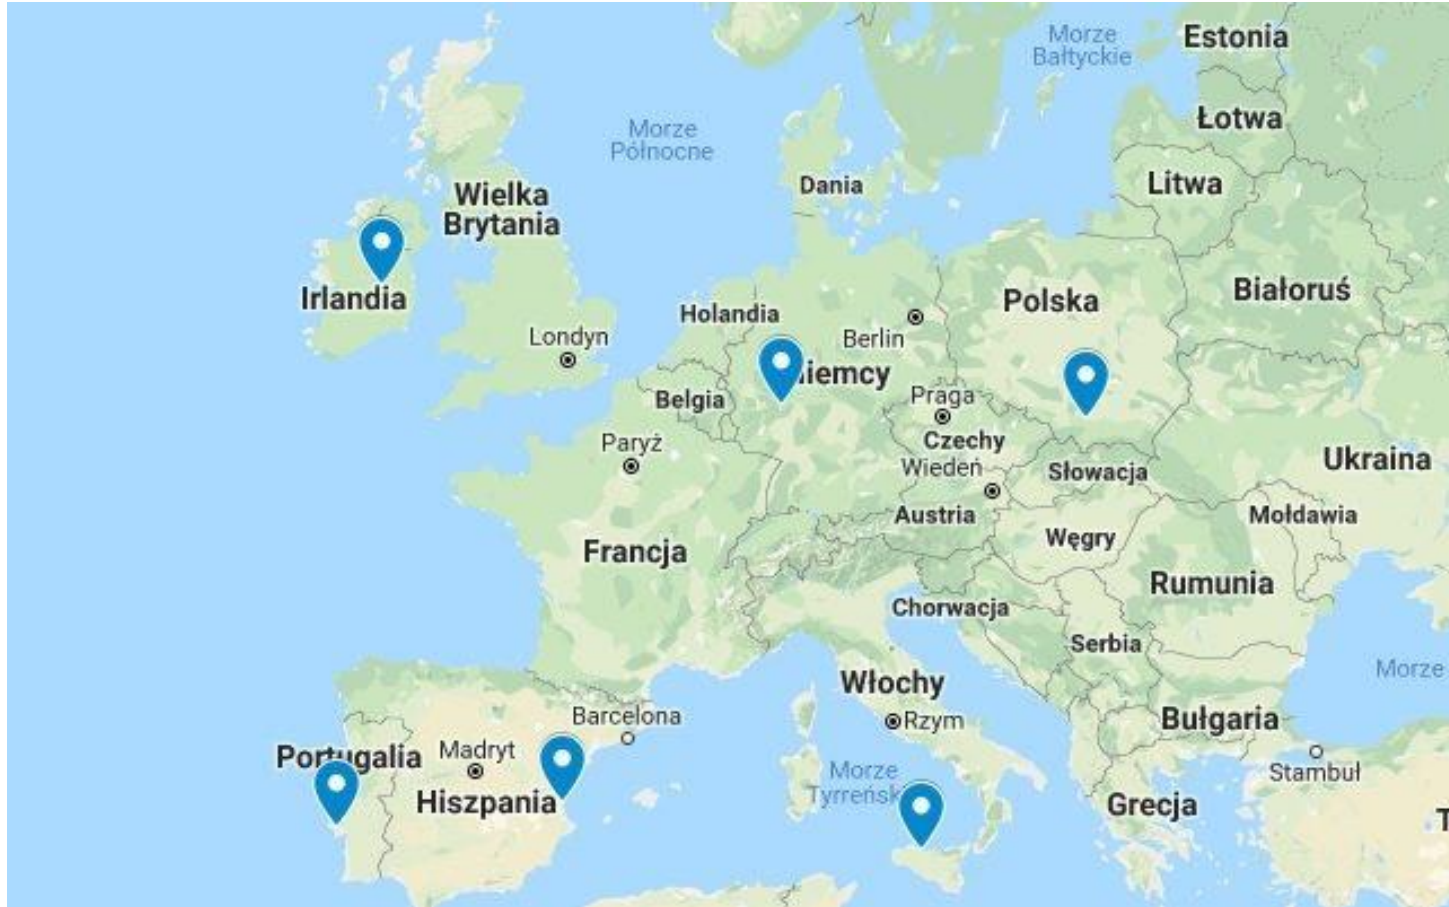 Morze
Bałtyckie
Estonia
Łotwa
Morze
Północne
Dania
Litwa
Wielka
Brytania
Irlandia
Holandia
Polska
Białoruś
Londyn
Berlin
Belgia
Praga
Paryż
Czechy
Wiedeń
Słowacja
Ukraina
Austria
Węgry
Mołdawia
Francja
Rumunia
Chorwacja
Serbia
Włochy
Morze
Barcelona
Rzym
Bułgaria
Portugalia
Madryt
Morze
Stambuł
Hiszpania
Grecja
T